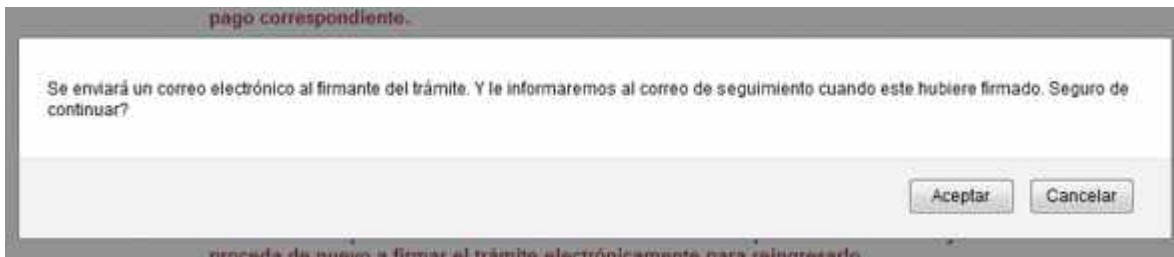 pago correspondiente.
Se enviará un correo electrónico al firmante del trámite. Y le informaremos al correo de seguimiento cuando este hubiere firmado. Seguro de
continuar?
Aceptar Cancelar
proceda de nuevo a firmar el trámite electrónicamente para reingresarlo.